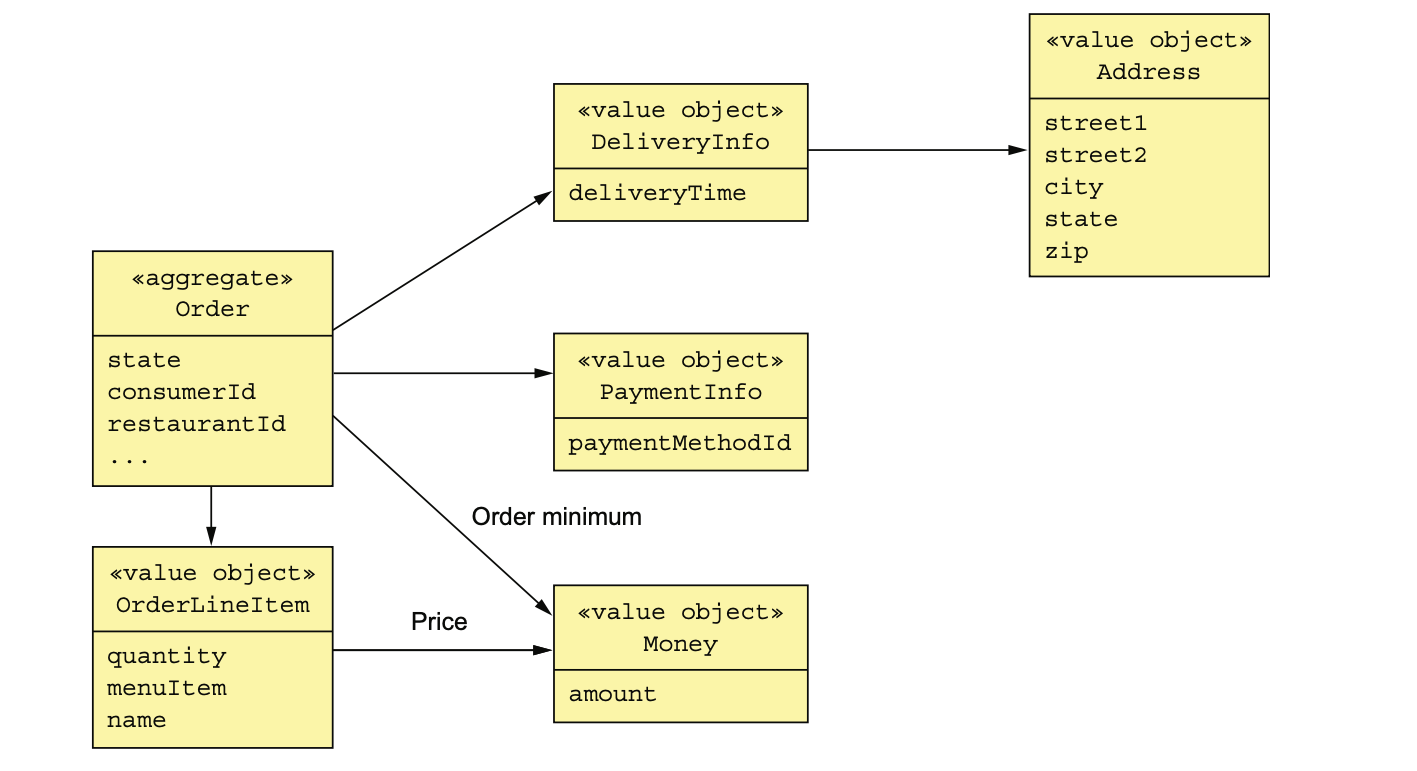 «value object»
Address
street1
street2
city
state
zip
«value object»
DeliveryInfo
deliveryTime
«aggregate»
Order
state
consumerId
restaurantId
...
«value object»
PaymentInfo
paymentMethodId
Order minimum
«value object»
OrderLineItem
quantity
menuItem
name
Price
«value object»
Money
amount